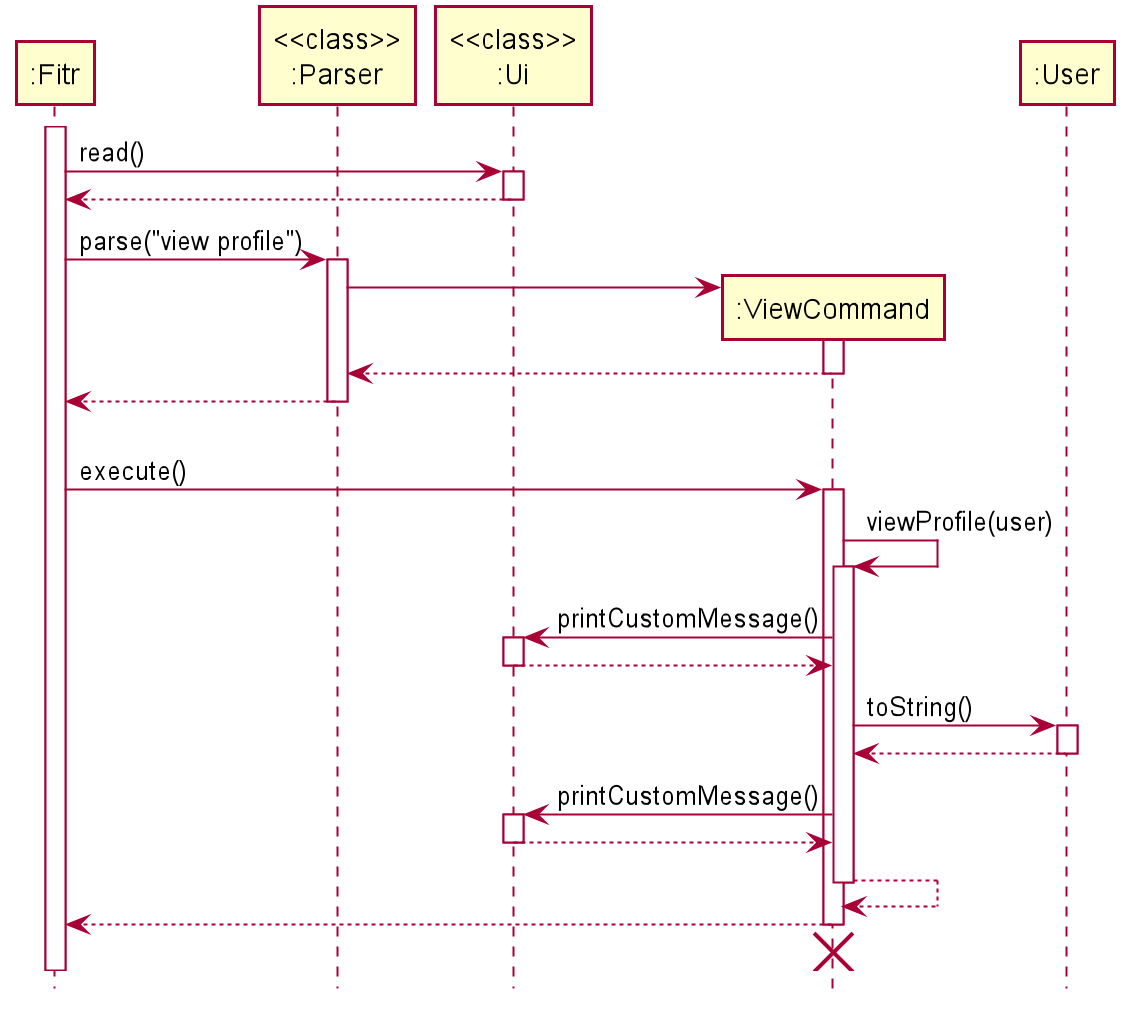 <<class>>
<<class>>
:Fitr
:Parser
:Ui
:User
read()
parse("view profile")
:ViewCommand
execute()
viewProfile(user)
printCustomMessage()
toString()
printCustomMessage()